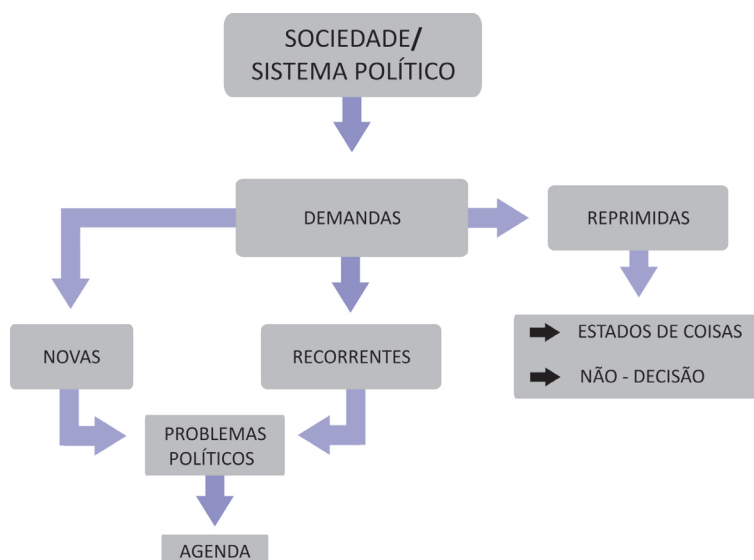 SOCIEDADE/
SISTEMA POLÍTICO
DEMANDAS
REPRIMIDAS
NOVAS
RECORRENTES
ESTADOS DE COISAS
NÃO - DECISÃO
PROBLEMAS
POLÍTICOS
AGENDA